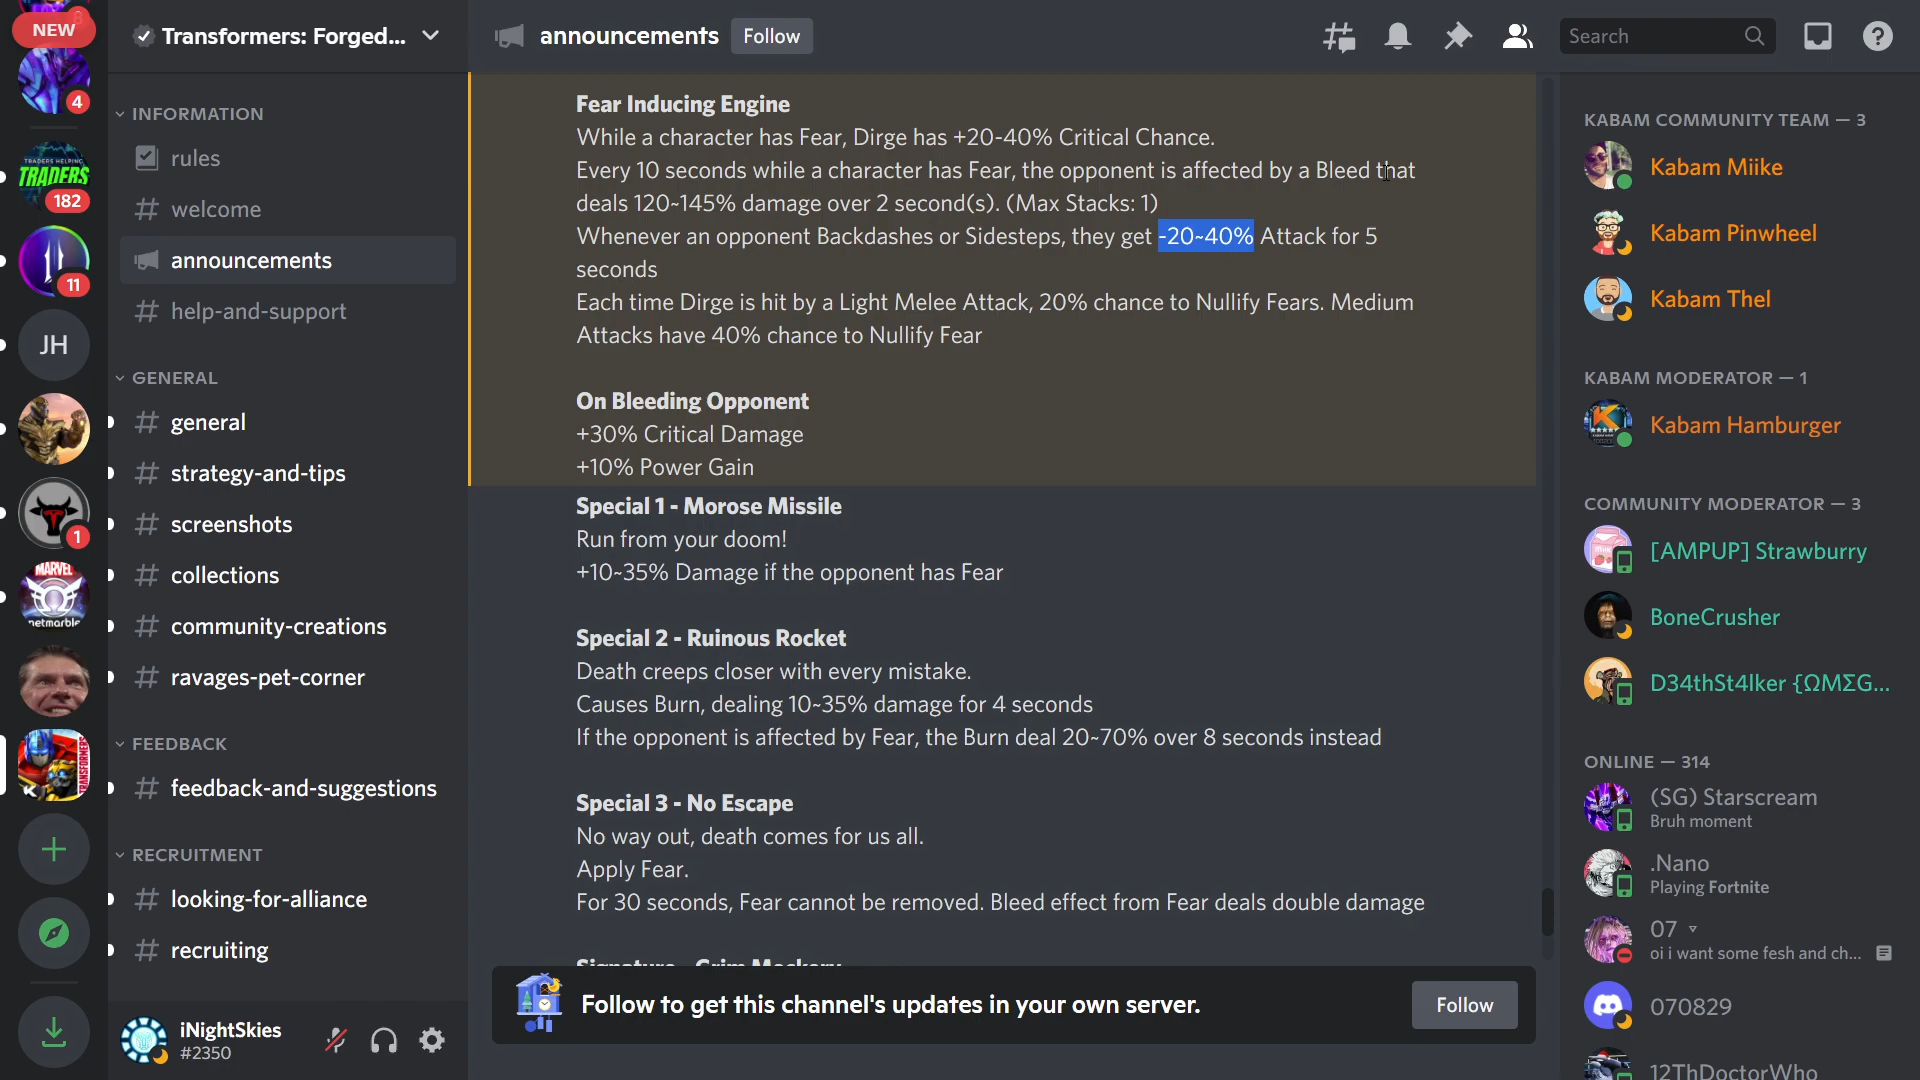 NEW
4
TRADERS HELPING
TRADERS
182
11
JH
1
MARVEL
netmarble
TRANSFORMERS
Transformers: Forged...
INFORMATION
rules
welcome
announcements
help-and-support
GENERAL
general
strategy-and-tips
screenshots
collections
community-creations
ravages-pet-corner
FEEDBACK
feedback-and-suggestions
RECRUITMENT
looking-for-alliance
recruiting
iNightSkies
#2350
announcements
Follow
Search
Fear Inducing Engine
While a character has Fear, Dirge has +20-40% Critical Chance.
Every 10 seconds while a character has Fear, the opponent is affected by a Bleed that
deals 120~145% damage over 2 second(s). (Max Stacks: 1)
Whenever an opponent Backdashes or Sidesteps, they get -20~40% Attack for 5
seconds
Each time Dirge is hit by a Light Melee Attack, 20% chance to Nullify Fears. Medium
Attacks have 40% chance to Nullify Fear
On Bleeding Opponent
+30% Critical Damage
+10% Power Gain
Special 1 - Morose Missile
Run from your doom!
+10~35% Damage if the opponent has Fear
Special 2 - Ruinous Rocket
Death creeps closer with every mistake.
Causes Burn, dealing 10~35% damage for 4 seconds
If the opponent is affected by Fear, the Burn deal 20~70% over 8 seconds instead
Special 3 - No Escape
No way out, death comes for us all.
Apply Fear.
For 30 seconds, Fear cannot be removed. Bleed effect from Fear deals double damage
Signature - Grim Mockery
Follow to get this channel's updates in your own server.
Follow
KABAM COMMUNITY TEAM — 3
Kabam Miike
Kabam Pinwheel
Kabam Thel
KABAM MODERATOR — 1
Kabam Hamburger
COMMUNITY MODERATOR — 3
[AMPUP] Strawburry
BoneCrusher
D34thSt4lker {ΩMΣG...
ONLINE — 314
(SG) Starscream
Bruh moment
.Nano
Playing Fortnite
07
oi i want some fesh and ch...
070829
12ThDoctorWho